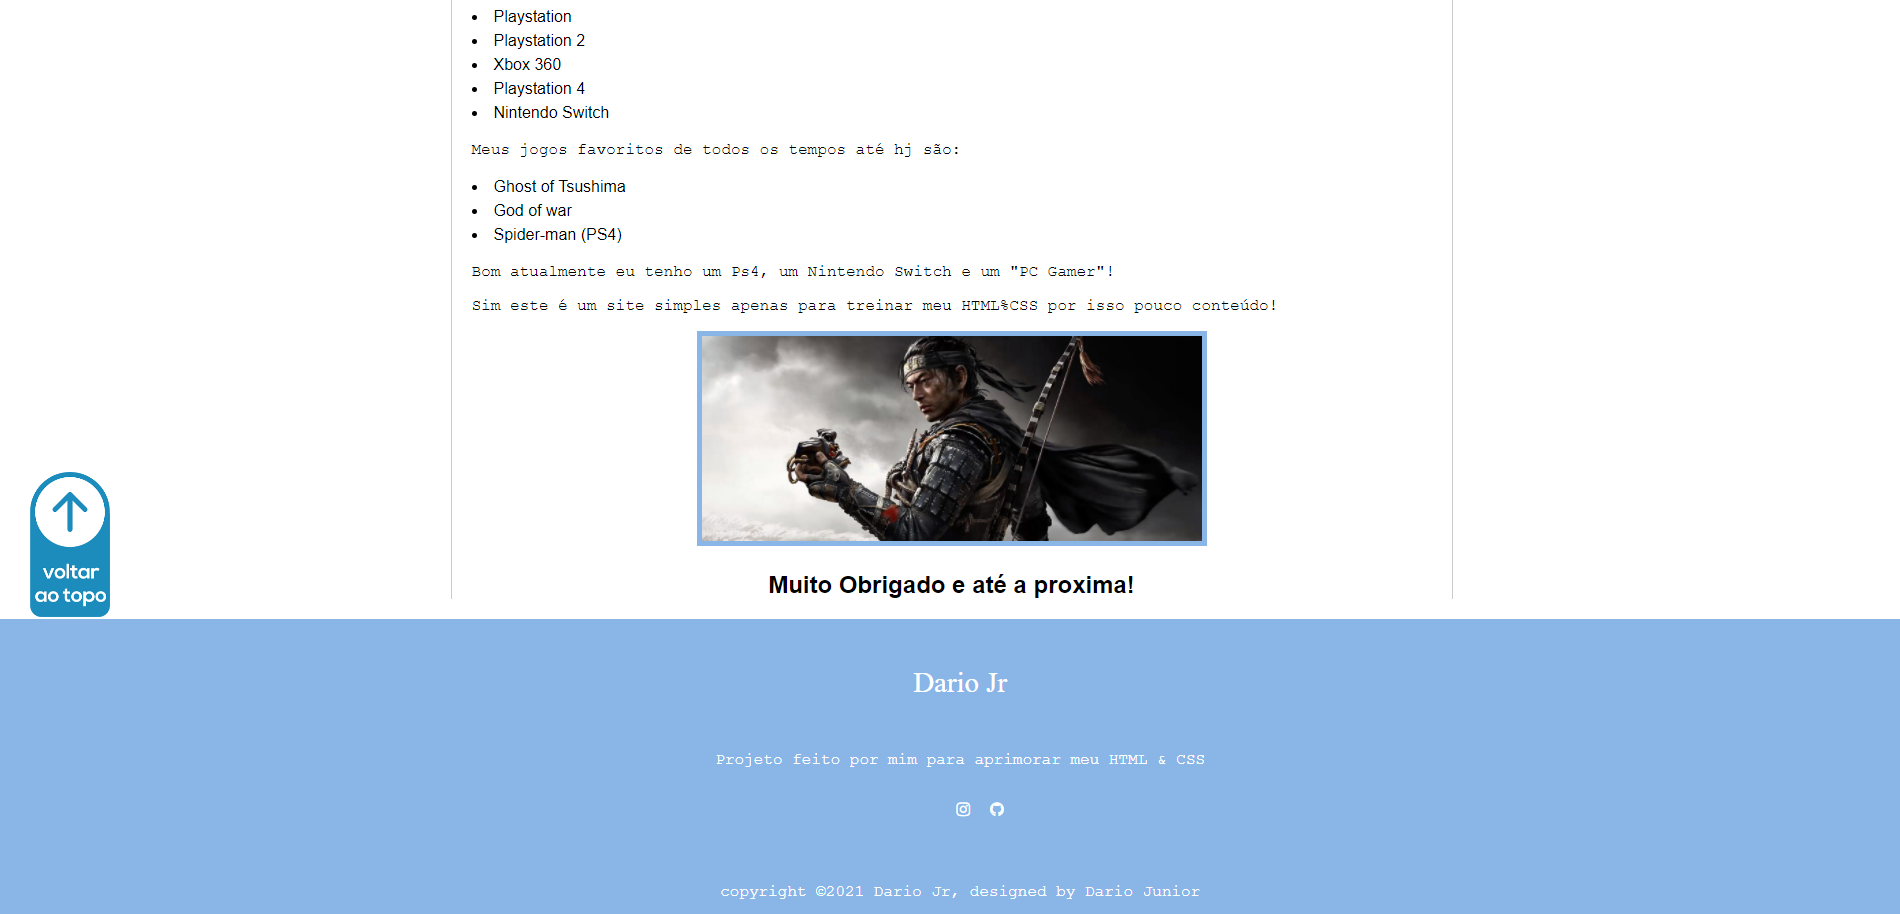 Playstation
Playstation 2
Xbox 360
Playstation 4
Nintendo Switch
Meus jogos favoritos de todos os tempos até hj são:
Ghost of Tsushima
God of war
Spider-man (PS4)
Bom atualmente eu tenho um Ps4, um Nintendo Switch e um "PC Gamer"!
Sim este é um site simples apenas para treinar meu HTML%CSS por isso pouco conteúdo!
voltar
ao topo
Muito Obrigado e até a proxima!
Dario Jr
Projeto feito por mim para aprimorar meu HTML & CSS
copyright ©2021 Dario Jr, designed by Dario Junior